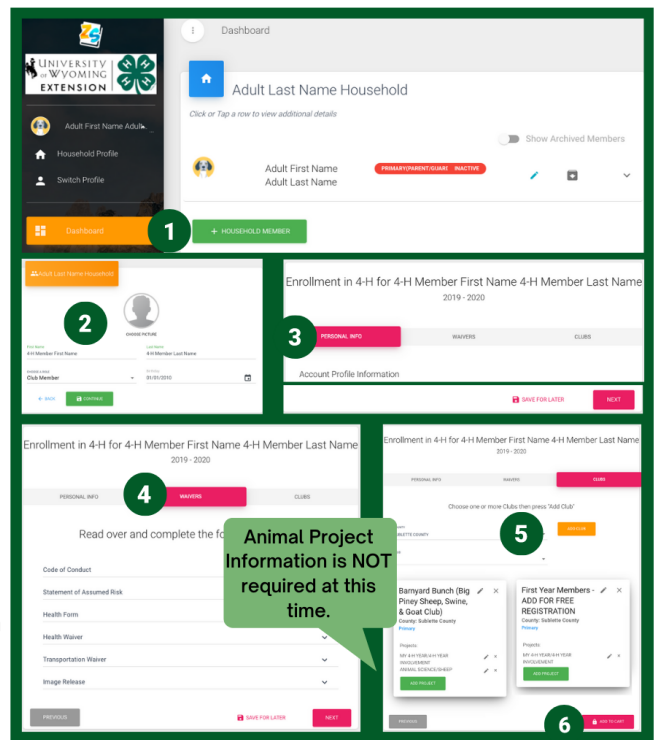 ZS
UNIVERSITY
OF WYOMING
EXTENSION
Adult First Name Adult...
Household Profile
Switch Profile
Dashboard
Dashboard
Adult Last Name Household
Click or Tap a row to view additional details
Show Archived Members
Adult First Name
Adult Last Name
PRIMARY(PARENT/GUARI INACTIVE
1
+ HOUSEHOLD MEMBER
Adult Last Name Household
2
CHOOSE PICTURE
First Name
4-H Member First Name
Last Name
4-H Member Last Name
CHOOSE A ROLE
Club Member
Birthday
01/01/2010
BACK
CONTINUE
Enrollment in 4-H for 4-H Member First Name 4-H Member Last Name
2019 - 2020
3
PERSONAL INFO
WAIVERS
CLUBS
Account Profile Information
SAVE FOR LATER
NEXT
Enrollment in 4-H for 4-H Member First Name 4-H Member Last Name
2019 - 2020
PERSONAL INFO
4
WAIVERS
CLUBS
Read over and complete the fo
Code of Conduct
Statement of Assumed Risk
Health Form
Health Waiver
Transportation Waiver
Image Release
PREVIOUS
SAVE FOR LATER
NEXT
Animal Project
Information is NOT
required at this
time.
Enrollment in 4-H for 4-H Member First Name 4-H Member Last Name
2019 - 2020
PERSONAL INFO
WAIVERS
CLUBS
Choose one or more Clubs then press 'Add Club'
SUBLETTE COUNTY
5
ADD CLUB
Barnyard Bunch (Big
Piney Sheep, Swine,
& Goat Club)
County: Sublette County
Primary
Projects:
MY 4-H YEAR/4-H YEAR
INVOLVEMENT
ANIMAL SCIENCE/SHEEP
ADD PROJECT
First Year Members -
ADD FOR FREE
REGISTRATION
County: Sublette County
Primary
Projects:
MY 4-H YEAR/4-H YEAR
INVOLVEMENT
ADD PROJECT
PREVIOUS
6
ADD TO CART